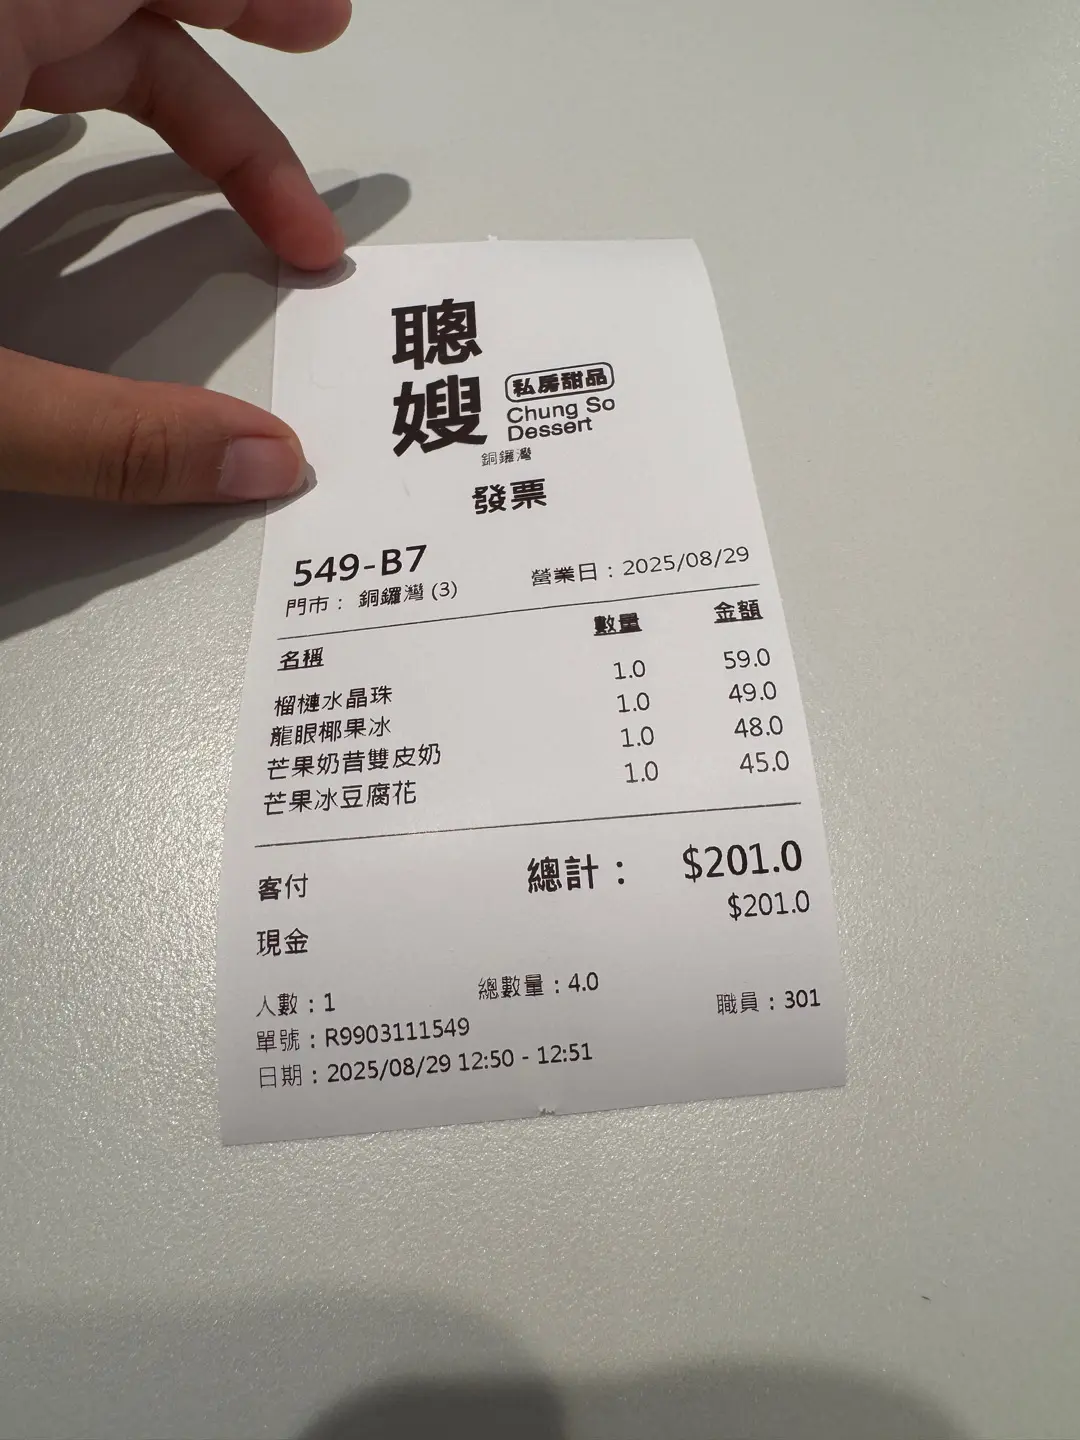 聰嫂
私房甜品
Chung So
Dessert
銅鑼灣
發票
549-B7
門市： 銅鑼灣 (3) 營業日：2025/08/29
名稱 數量 金額
榴槤水晶珠 1.0 59.0
龍眼椰果冰 1.0 49.0
芒果奶昔雙皮奶 1.0 48.0
芒果冰豆腐花 1.0 45.0
總計： $201.0
客付 $201.0
現金
人數：1 總數量：4.0 職員：301
單號：R9903111549
日期：2025/08/29 12:50 - 12:51